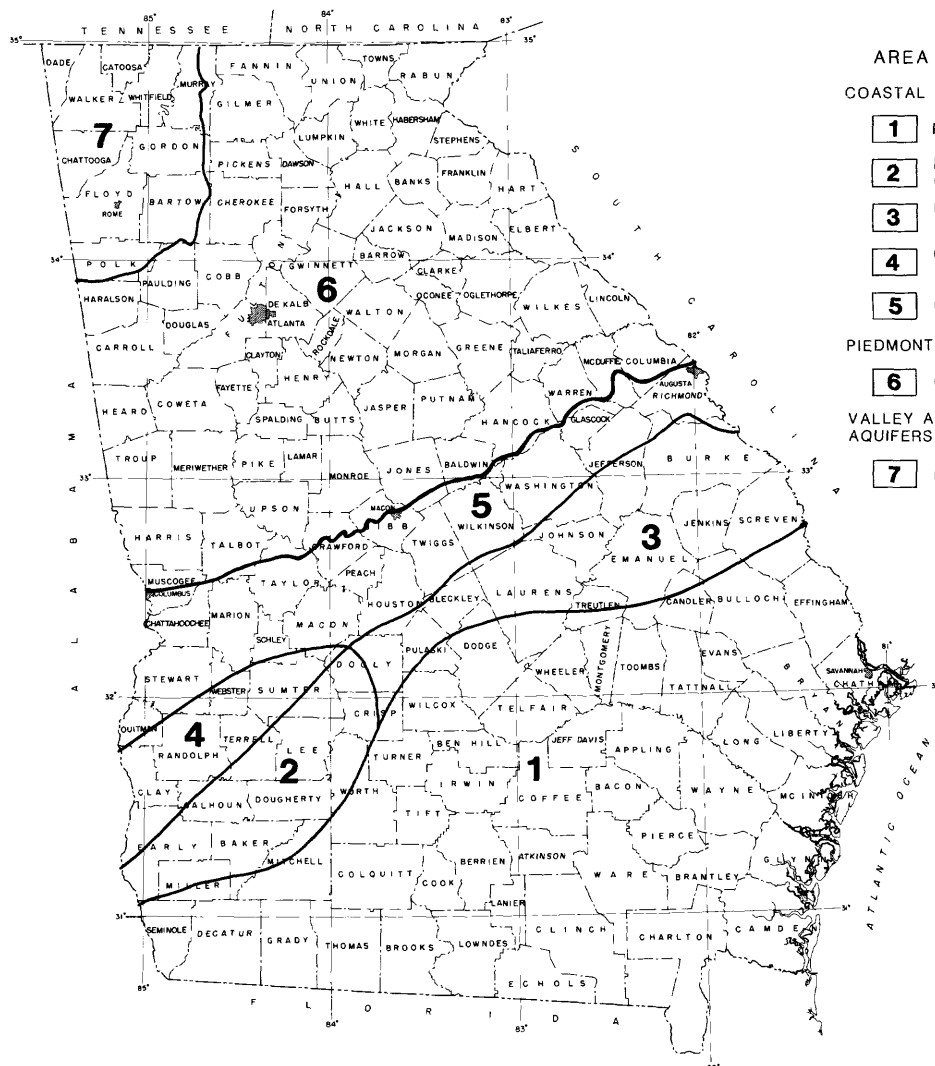 TENNESSEE NORTH CAROLINA
85° 84° 83°
35° 35°
DADE CATOOSA FANNIN TOWNS
UNION RABUN
WALKER WHITFIELD MURRAY GILMER
WHITE HABERSHAM
7 LUMPKIN
GORDON STEPHENS
CHATTOOGA PICKENS DAWSON
HALL BANKS FRANKLIN HART
FLOYD BARTOW CHEROKEE FORSYTH
ROME
JACKSON MADISON ELBERT
34° BARROW 34°
POLK COBB GWINNETT CLARKE
PAULDING 6 OCONEE OGLETHORPE
HARALSON DE KALB WILKES LINCOLN
DOUGLAS FULTON ATLANTA WALTON
ROCKDALE
CARROLL CLAYTON NEWTON MORGAN GREENE TALIAFERRO
MCDUFFIE COLUMBIA 82°
FAYETTE HENRY WARREN AUGUSTA
HEARD COWETA JASPER PUTNAM RICHMOND
SPALDING BUTTS HANCOCK GLASCOCK
TROUP MERIWETHER PIKE LAMAR
MONROE JONES BALDWIN JEFFERSON BURKE
33° WASHINGTON 33°
UPSON MACON 5
HARRIS TALBOT BIBB WILKINSON JENKINS SCREVEN
CRAWFORD TWIGGS JOHNSON 3
EMANUEL
MUSCOGEE PEACH
COLUMBUS TAYLOR HOUSTON BLECKLEY LAURENS
TREUTLEN CANDLER BULLOCH EFFINGHAM
CHATTAHOOCHEE MARION MACON
SCHLEY PULASKI DODGE MONTGOMERY EVANS 81°
STEWART DOOLY WHEELER TOOMBS SAVANNAH
WEBSTER SUMTER TATTNALL BRYAN CHATHAM
32° CRISP WILCOX TELFAIR
QUITMAN 4 TERRELL LIBERTY
RANDOLPH LEE BEN HILL JEFF DAVIS APPLING LONG
2 TURNER 1
CLAY CALHOUN DOUGHERTY WORTH IRWIN COFFEE BACON WAYNE MCINTOSH
TIFT
EARLY BAKER PIERCE
MITCHELL BERRIEN ATKINSON GLYNN
MILLER COLQUITT COOK WARE BRANTLEY
31° LANIER 31°
SEMINOLE DECATUR GRADY THOMAS BROOKS LOWNDES CLINCH CHARLTON CAMDEN
ECHOLS
85° 84° 83°
FLORIDA
ALABAMA
SOUTH CAROLINA
ATLANTIC OCEAN
AREA
COASTAL
1
2
3
4
5
PIEDMONT
6
VALLEY A
AQUIFERS
7